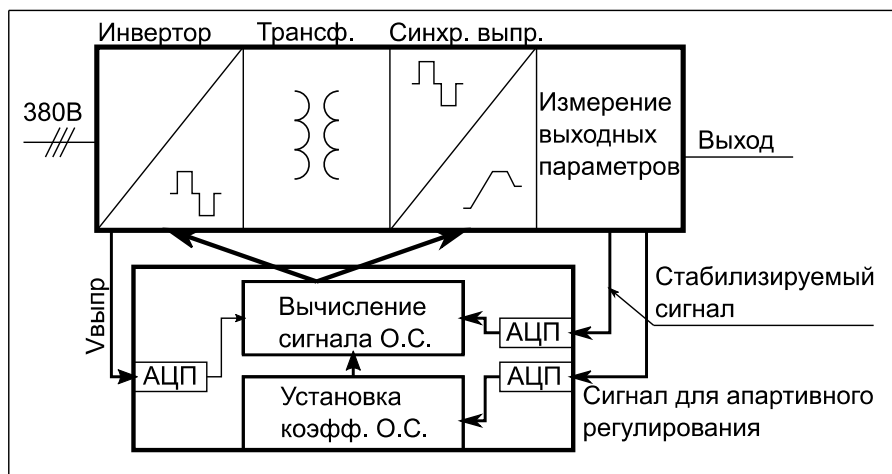 Инвертор
Трансф.
Синхр. выпр.
380В
Измерение
выходных
параметров
Выход
Vвыпр
Стабилизируемый
сигнал
Вычисление
сигнала О.С.
АЦП
АЦП
АЦП
Установка
коэфф. О.С.
Сигнал для апартивного
регулирования